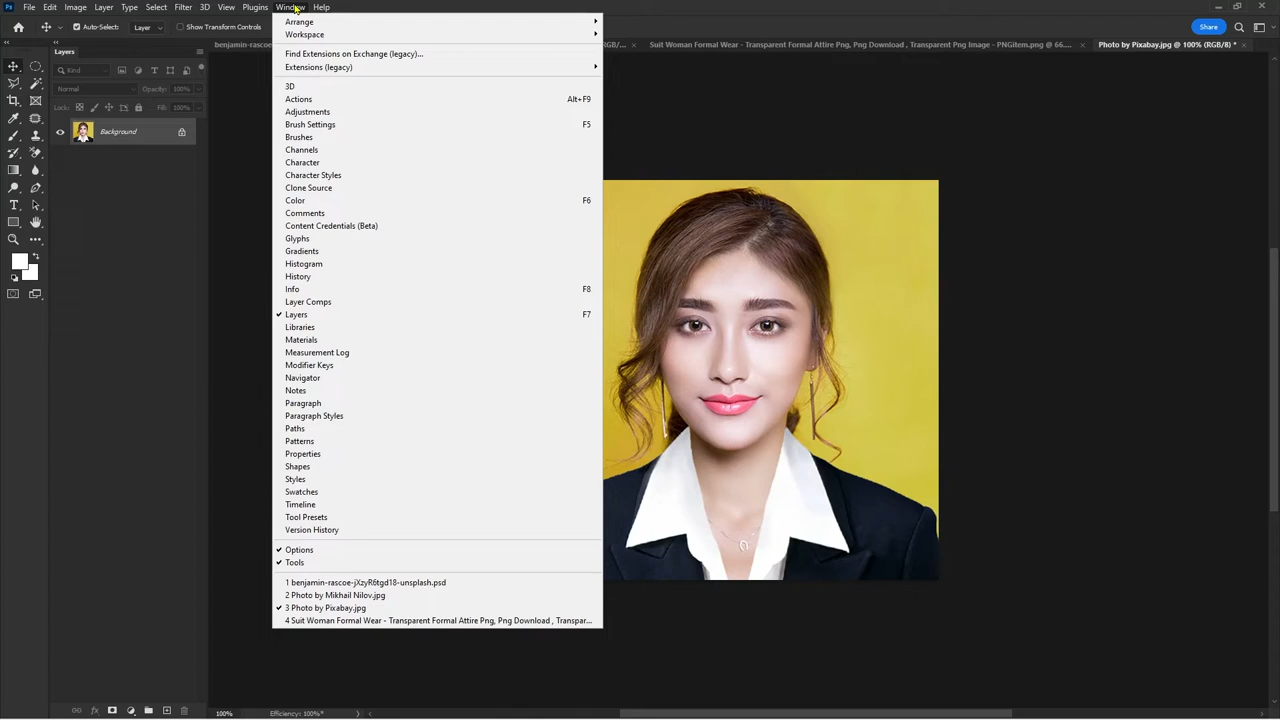 Ps File Edit Image Layer Type Select Filter 3D View Plugins Window Help
Auto-Select: Layer Show Transform Controls Share
benjamin-rascoe RGB/8) Suit Woman Formal Wear - Transparent Formal Attire Png, Png Download , Transparent Png Image - PNGitem.png @ 66.... Photo by Pixabay.jpg @ 100% (RGB/8) *
Layers
Kind
Normal Opacity: 100%
Lock: Fill: 100%
Background
Arrange
Workspace
Find Extensions on Exchange (legacy)...
Extensions (legacy)
3D
Actions Alt+F9
Adjustments
Brush Settings F5
Brushes
Channels
Character
Character Styles
Clone Source
Color F6
Comments
Content Credentials (Beta)
Glyphs
Gradients
Histogram
History
Info F8
Layer Comps
Layers F7
Libraries
Materials
Measurement Log
Modifier Keys
Navigator
Notes
Paragraph
Paragraph Styles
Paths
Patterns
Properties
Shapes
Styles
Swatches
Timeline
Tool Presets
Version History
Options
Tools
1 benjamin-rascoe-jXzyR6tgd18-unsplash.psd
2 Photo by Mikhail Nilov.jpg
3 Photo by Pixabay.jpg
4 Suit Woman Formal Wear - Transparent Formal Attire Png, Png Download , Transpar...
100% Efficiency: 100%*